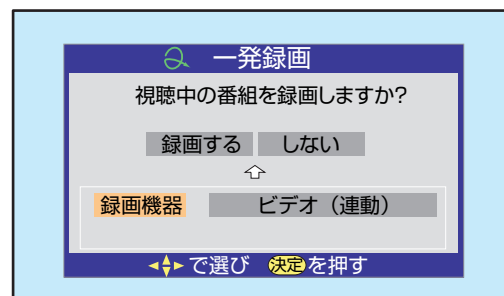 一発録画
視聴中の番組を録画しますか?
録画する しない
録画機器 ビデオ（連動）
で選び 決定を押す